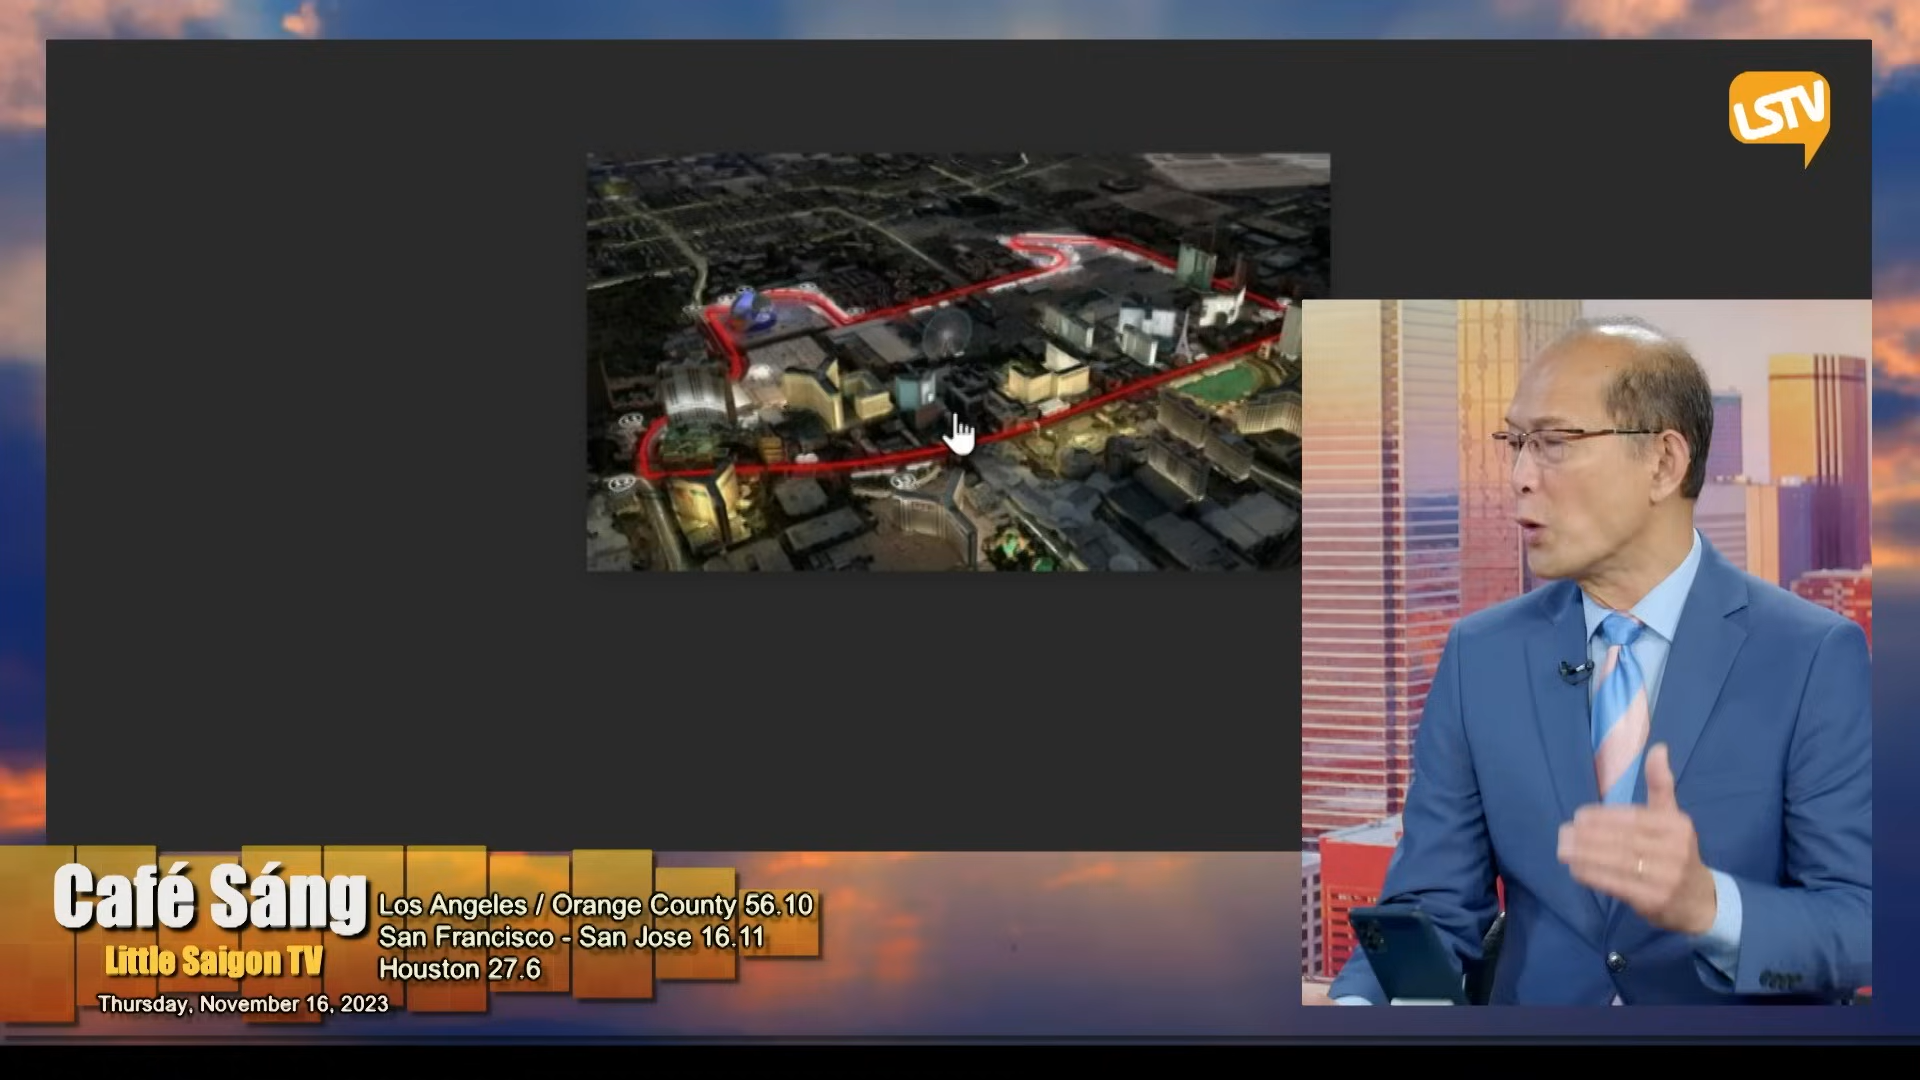 LSTV
Café Sáng
Little Saigon TV
Thursday, November 16, 2023
Los Angeles / Orange County 56.10
San Francisco - San Jose 16.11
Houston 27.6